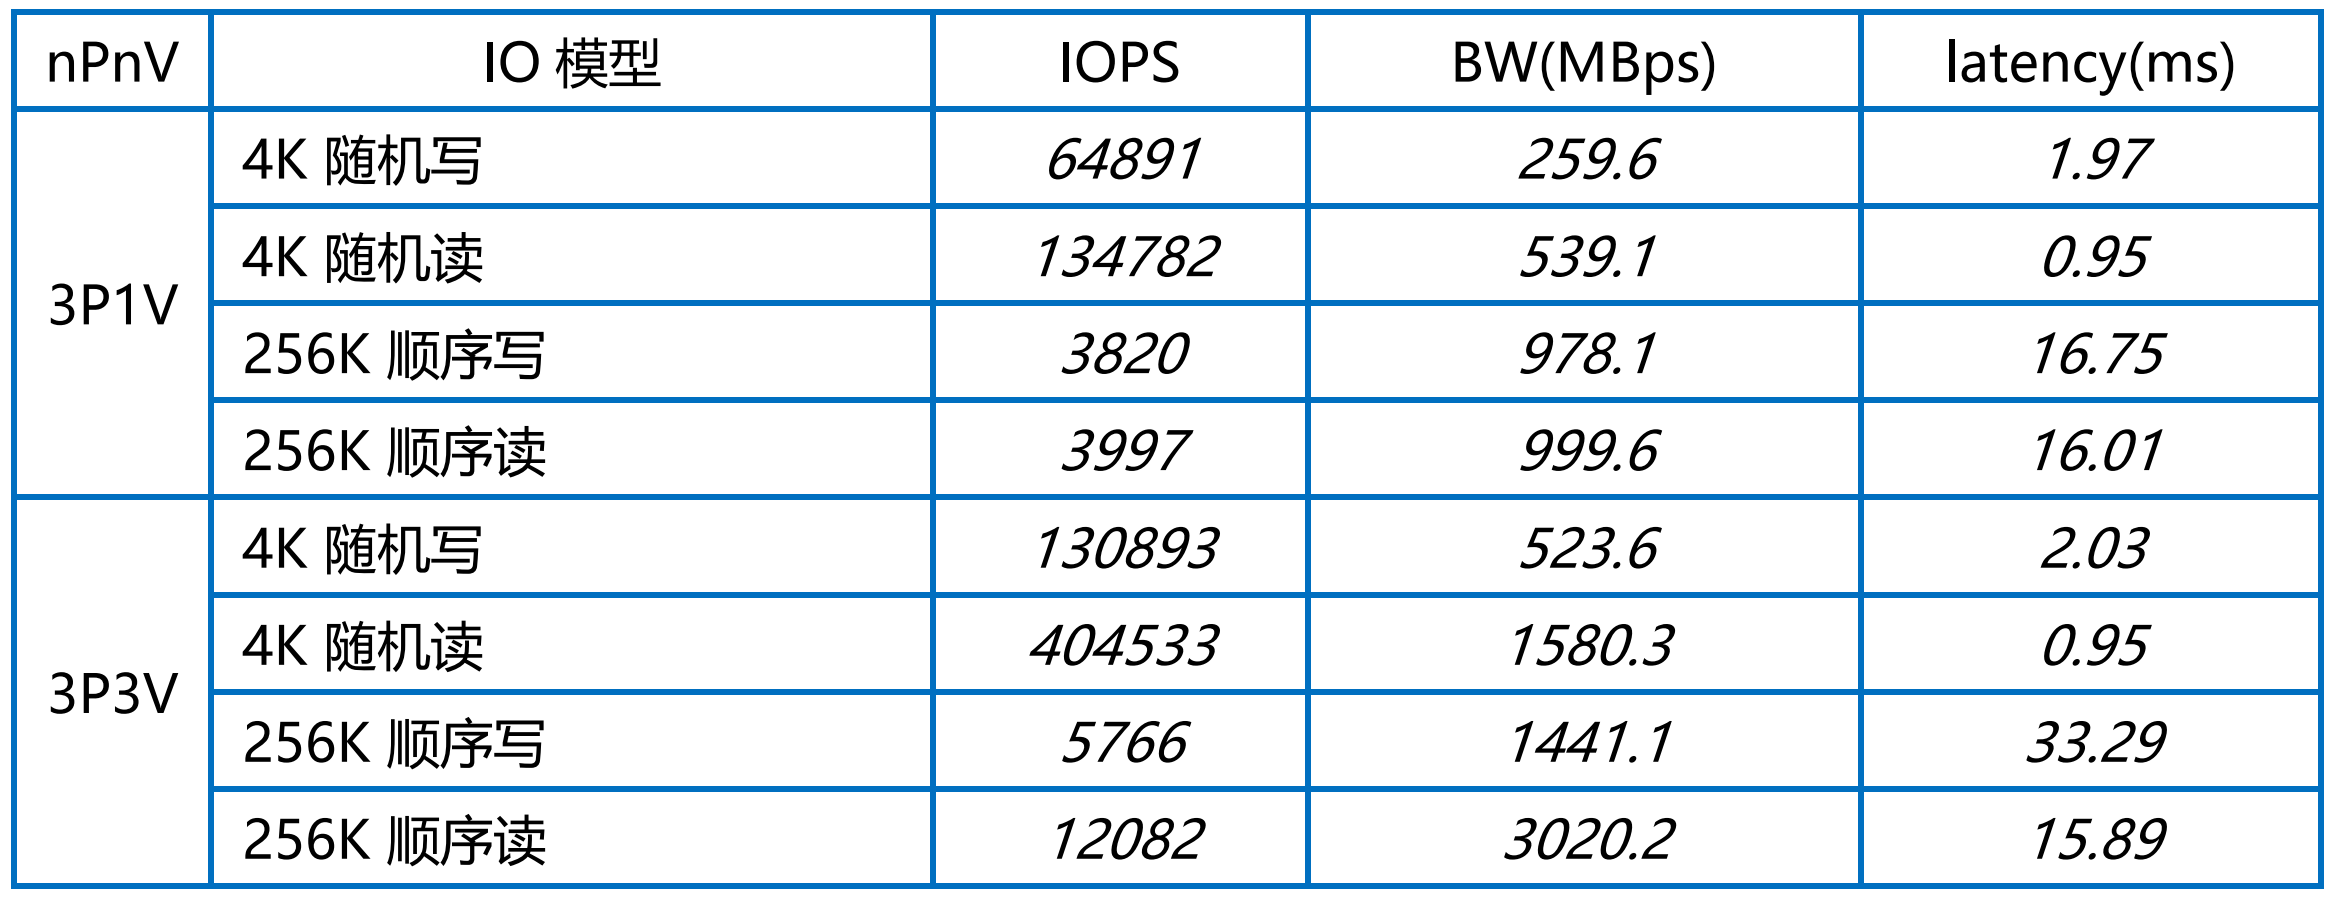 nPnV IO 模型 IOPS BW(MBps) latency(ms)
3P1V
4K 随机写 64891 259.6 1.97
4K 随机读 134782 539.1 0.95
256K 顺序写 3820 978.1 16.75
256K 顺序读 3997 999.6 16.01
3P3V
4K 随机写 130893 523.6 2.03
4K 随机读 404533 1580.3 0.95
256K 顺序写 5766 1441.1 33.29
256K 顺序读 12082 3020.2 15.89